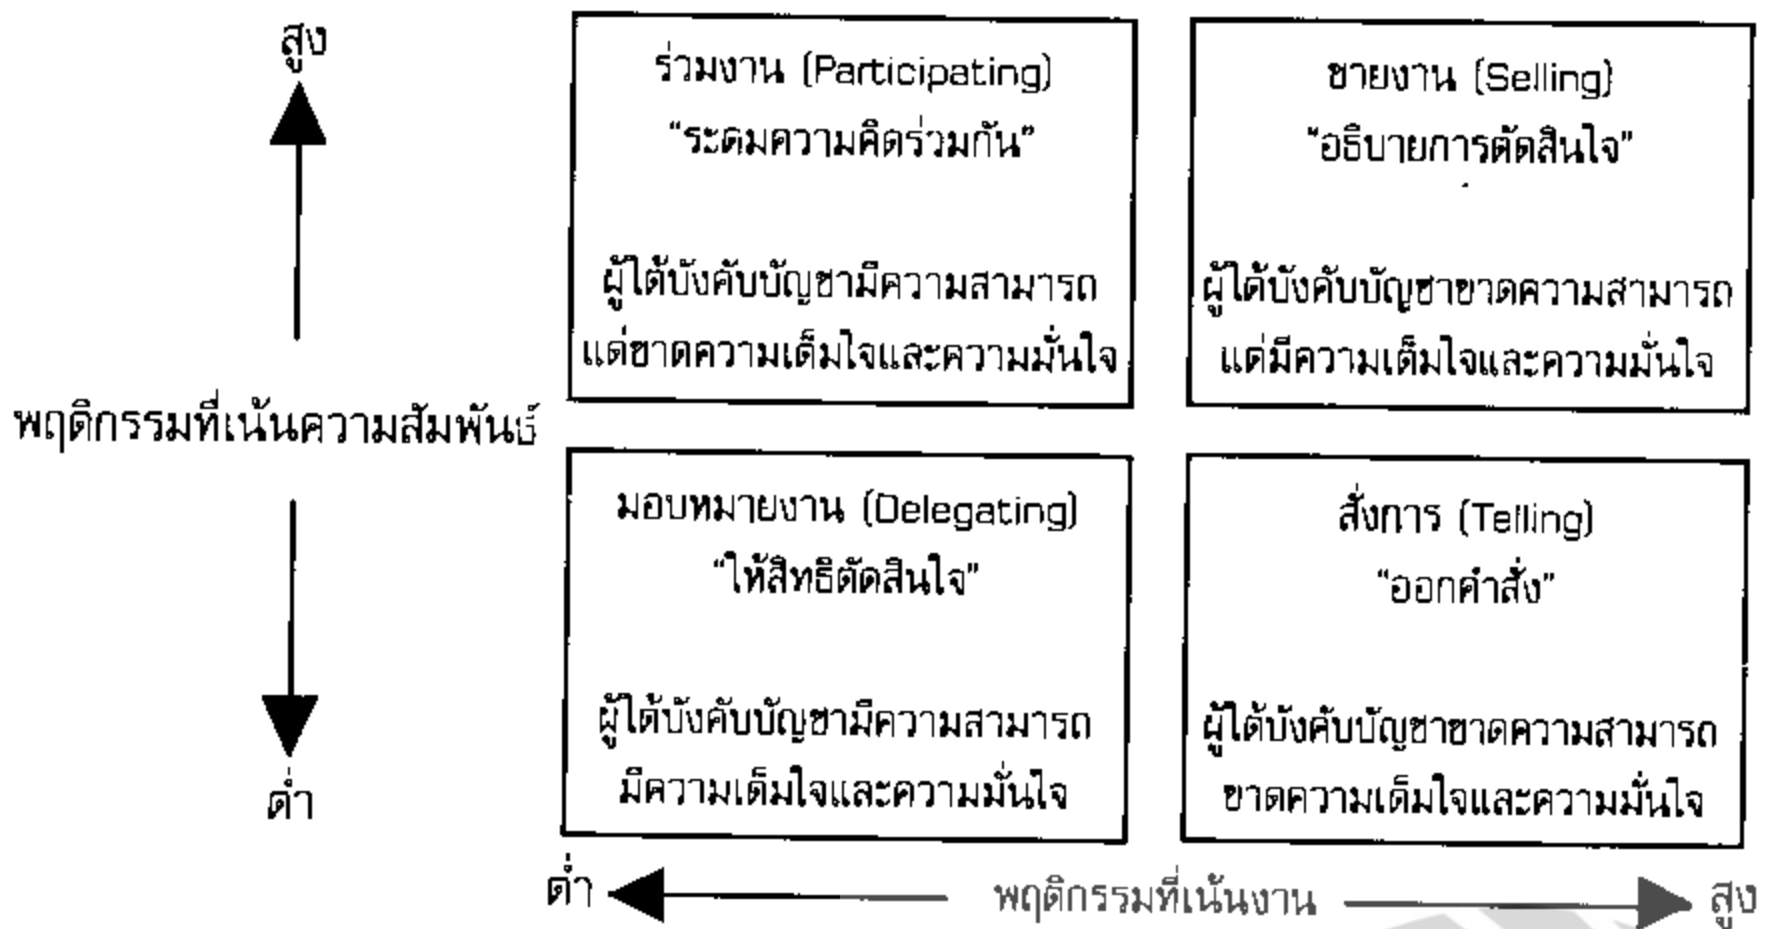 สูง
ร่วมงาน (Participating)
"ระดมความคิดร่วมกัน"
ผู้ใต้บังคับบัญชามีความสามารถ
แต่ขาดความเต็มใจและความมั่นใจ
ขายงาน (Selling)
"อธิบายการตัดสินใจ"
ผู้ใต้บังคับบัญชาขาดความสามารถ
แต่มีความเต็มใจและความมั่นใจ
พฤติกรรมที่เน้นความสัมพันธ์
มอบหมายงาน (Delegating)
"ให้สิทธิตัดสินใจ"
ผู้ใต้บังคับบัญชามีความสามารถ
มีความเต็มใจและความมั่นใจ
สั่งการ (Telling)
"ออกคำสั่ง"
ผู้ใต้บังคับบัญชาขาดความสามารถ
ขาดความเต็มใจและความมั่นใจ
ต่ำ
ต่ำ พฤติกรรมที่เน้นงาน สูง